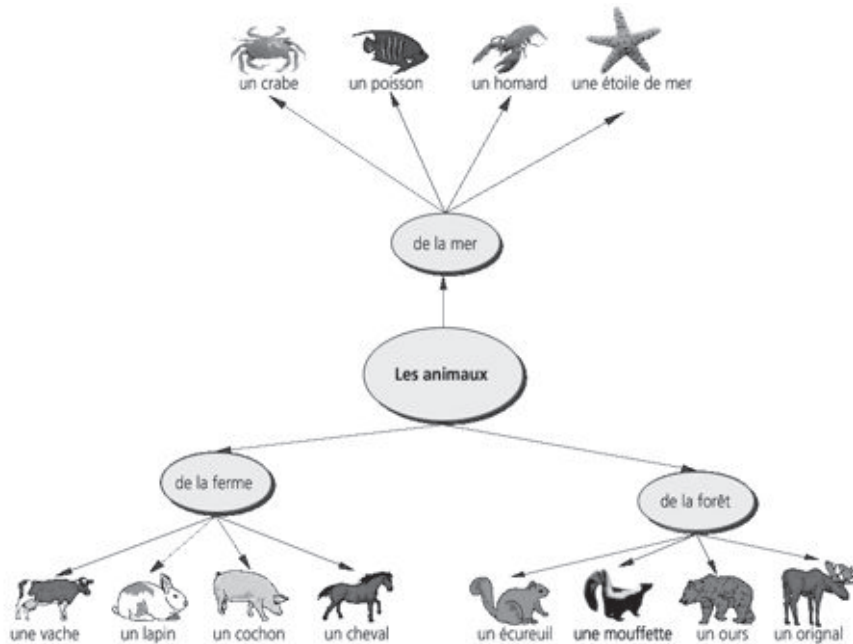 un crabe
un poisson
un homard
une étoile de mer
de la mer
Les animaux
de la ferme
de la forêt
une vache
un lapin
un cochon
un cheval
un écureuil
une mouffette
un ours
un orignal